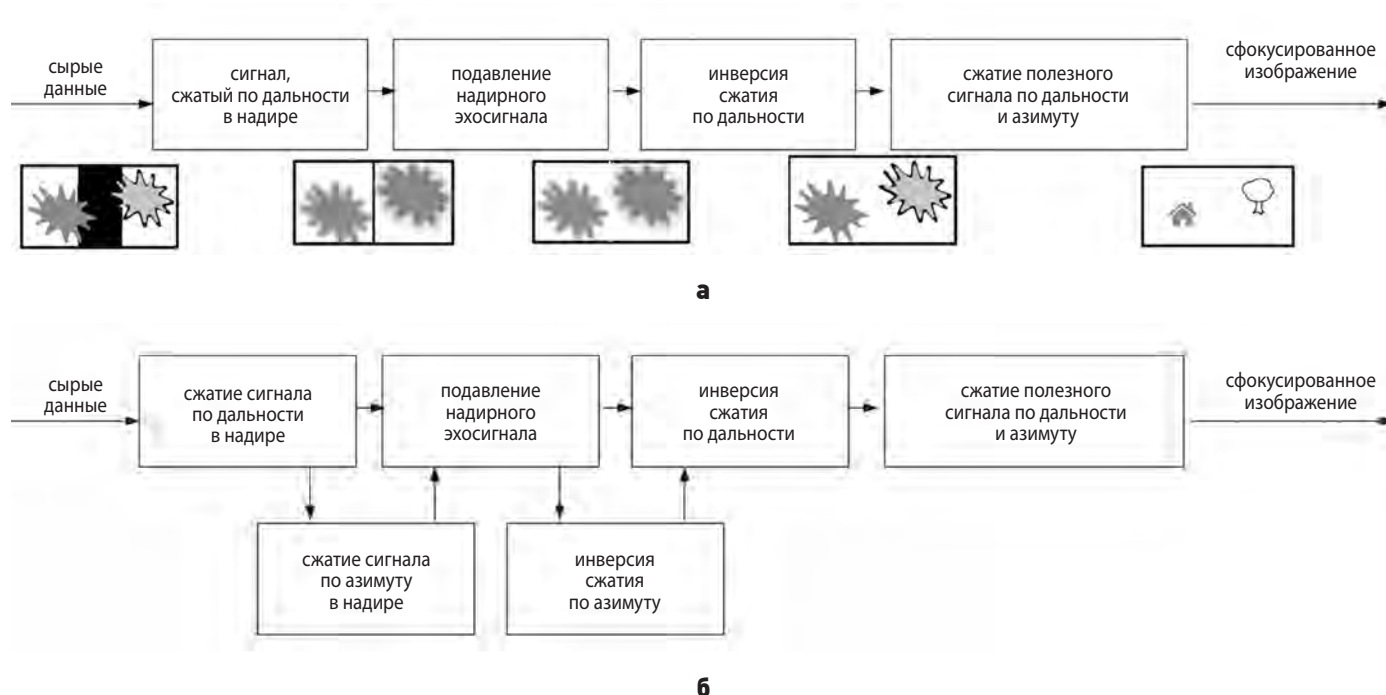 сырые
данные
сигнал,
сжатый по дальности
в надире
подавление
надирного
эхосигнала
инверсия
сжатия
по дальности
сжатие полезного
сигнала по дальности
и азимуту
сфокусированное
изображение
а
сырые
данные
сжатие сигнала
по дальности
в надире
подавление
надирного
эхосигнала
инверсия
сжатия
по дальности
сжатие полезного
сигнала по дальности
и азимуту
сфокусированное
изображение
сжатие сигнала
по азимуту
в надире
инверсия
сжатия
по азимуту
б